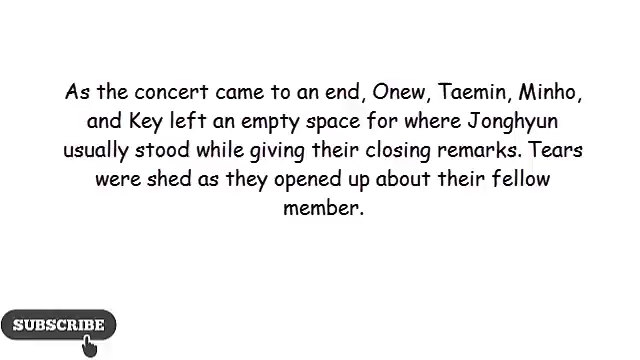 As the concert came to an end, Onew, Taemin, Minho,
and Key left an empty space for where Jonghyun
usually stood while giving their closing remarks. Tears
were shed as they opened up about their fellow
member.
SUBSCRIBE